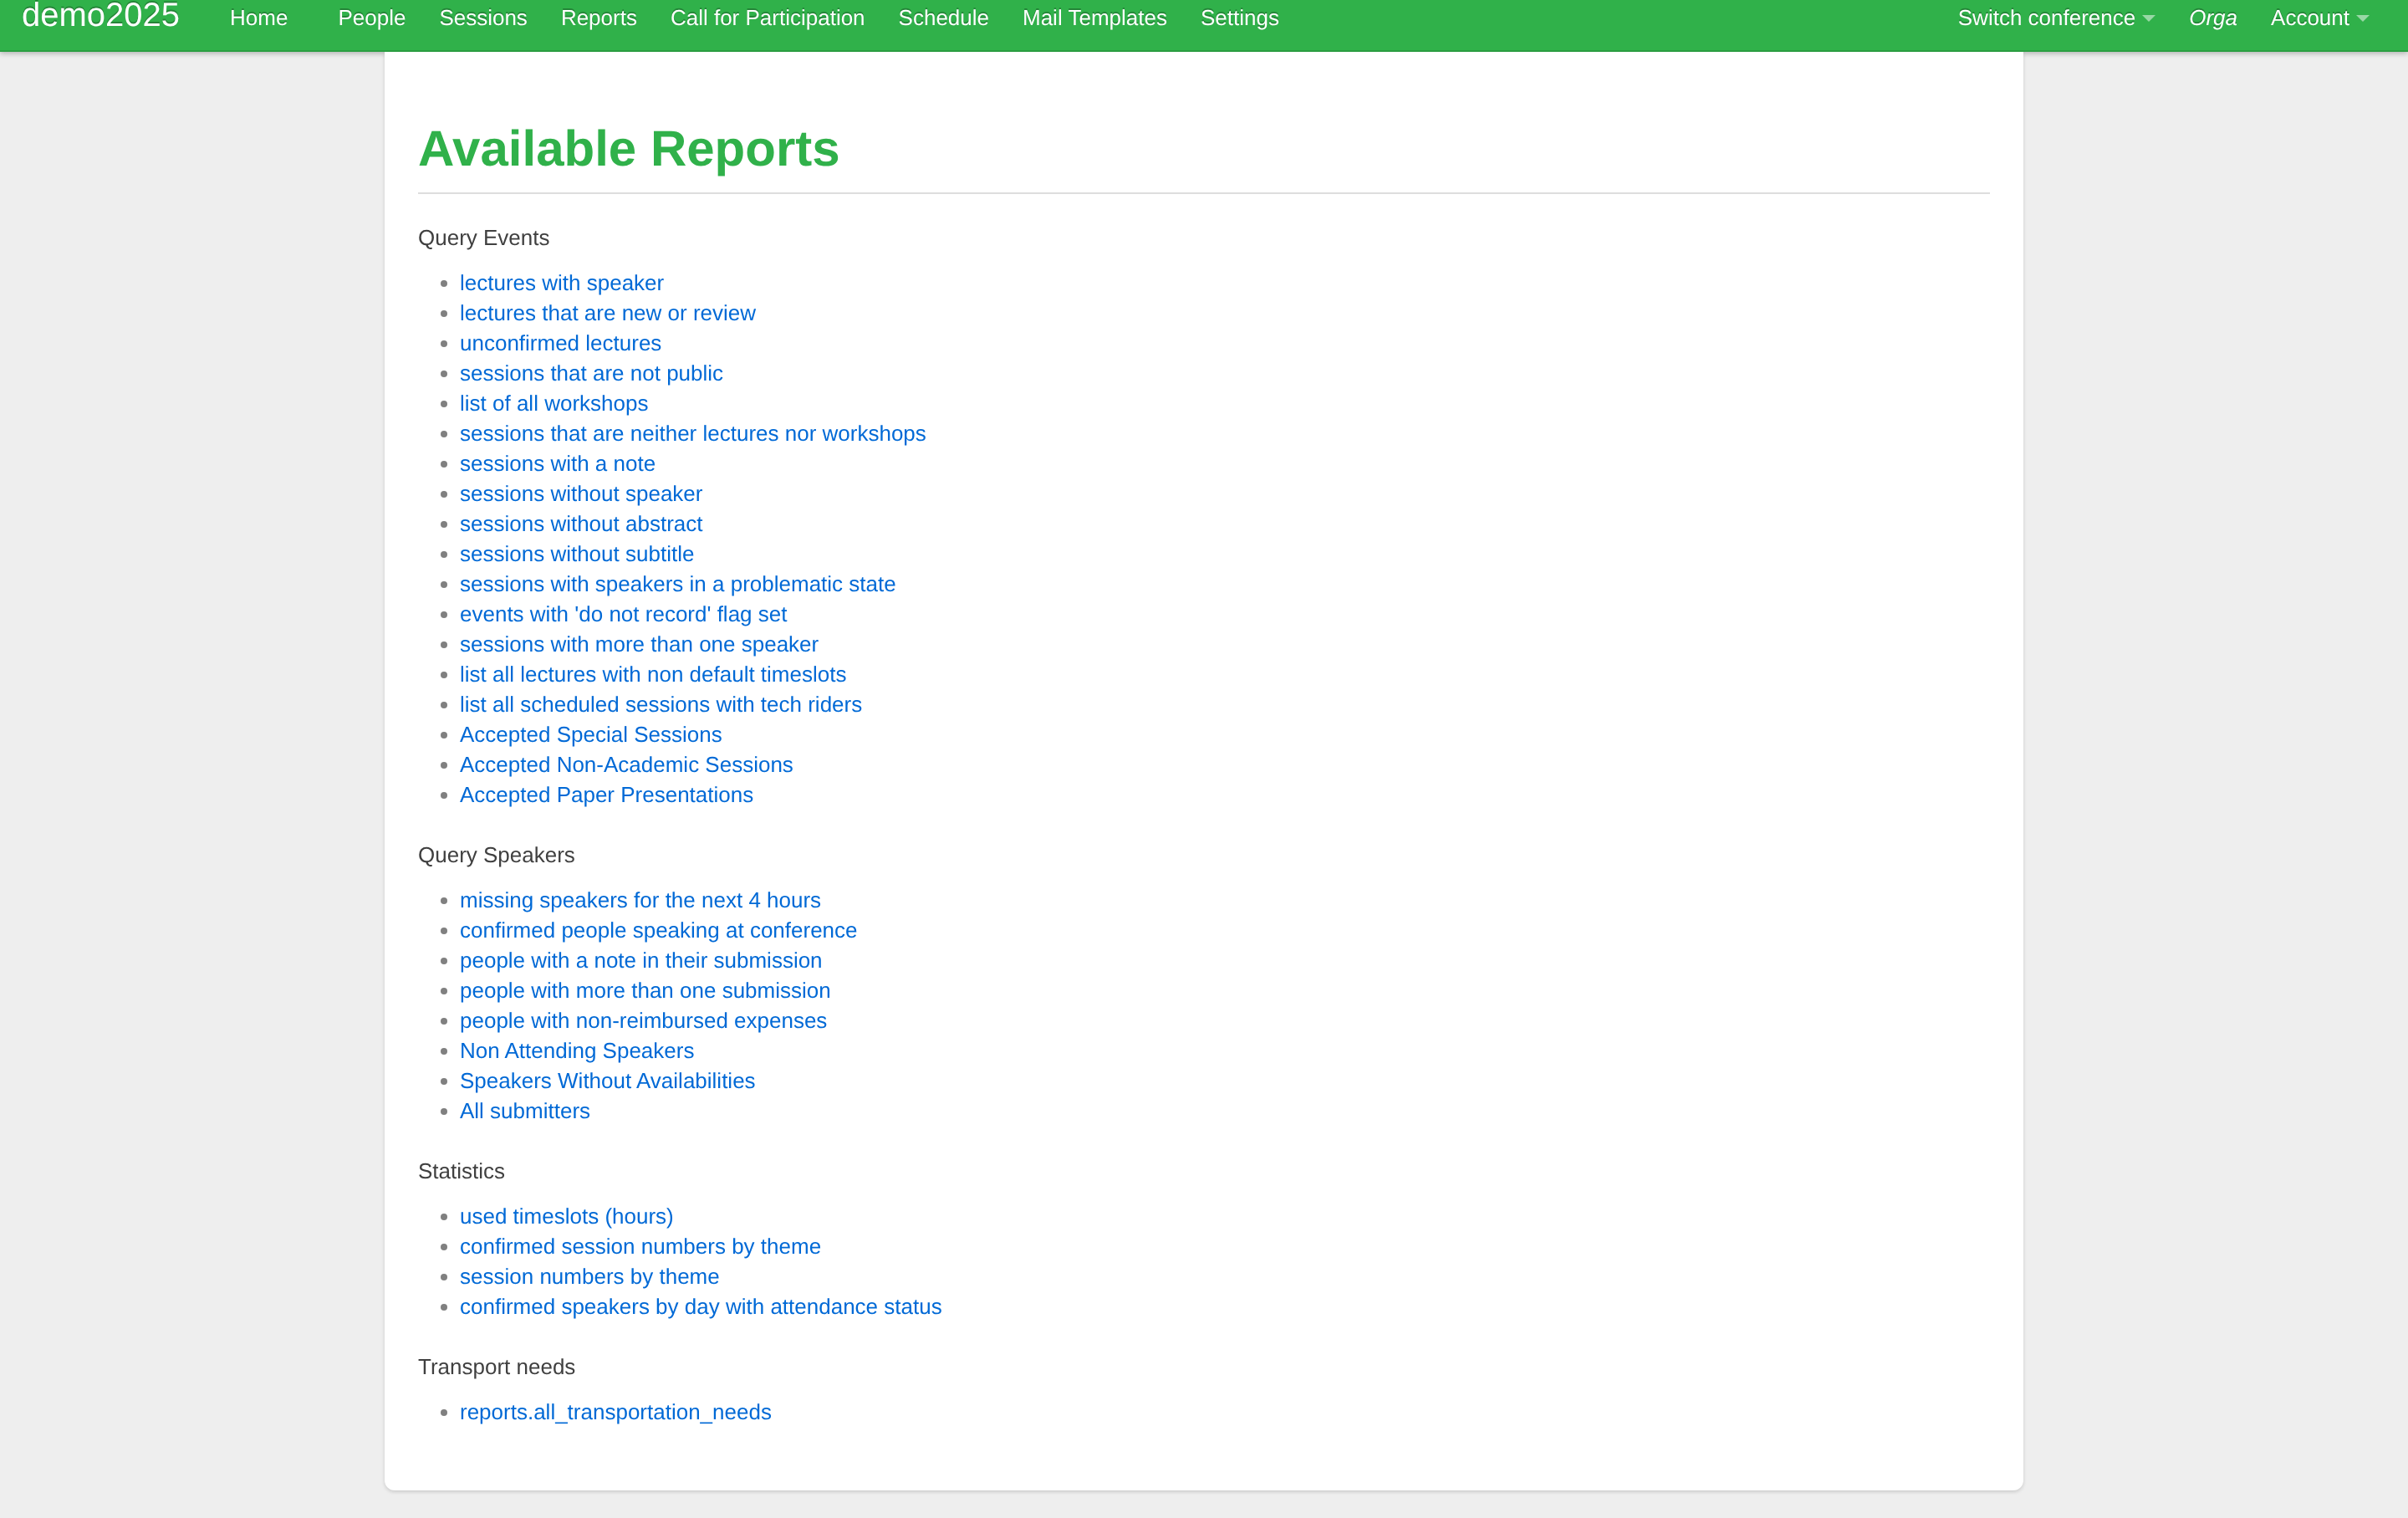 demo2025 Home People Sessions Reports Call for Participation Schedule Mail Templates Settings Switch conference Orga Account
Available Reports
Query Events
lectures with speaker
lectures that are new or review
unconfirmed lectures
sessions that are not public
list of all workshops
sessions that are neither lectures nor workshops
sessions with a note
sessions without speaker
sessions without abstract
sessions without subtitle
sessions with speakers in a problematic state
events with 'do not record' flag set
sessions with more than one speaker
list all lectures with non default timeslots
list all scheduled sessions with tech riders
Accepted Special Sessions
Accepted Non-Academic Sessions
Accepted Paper Presentations
Query Speakers
missing speakers for the next 4 hours
confirmed people speaking at conference
people with a note in their submission
people with more than one submission
people with non-reimbursed expenses
Non Attending Speakers
Speakers Without Availabilities
All submitters
Statistics
used timeslots (hours)
confirmed session numbers by theme
session numbers by theme
confirmed speakers by day with attendance status
Transport needs
reports.all_transportation_needs